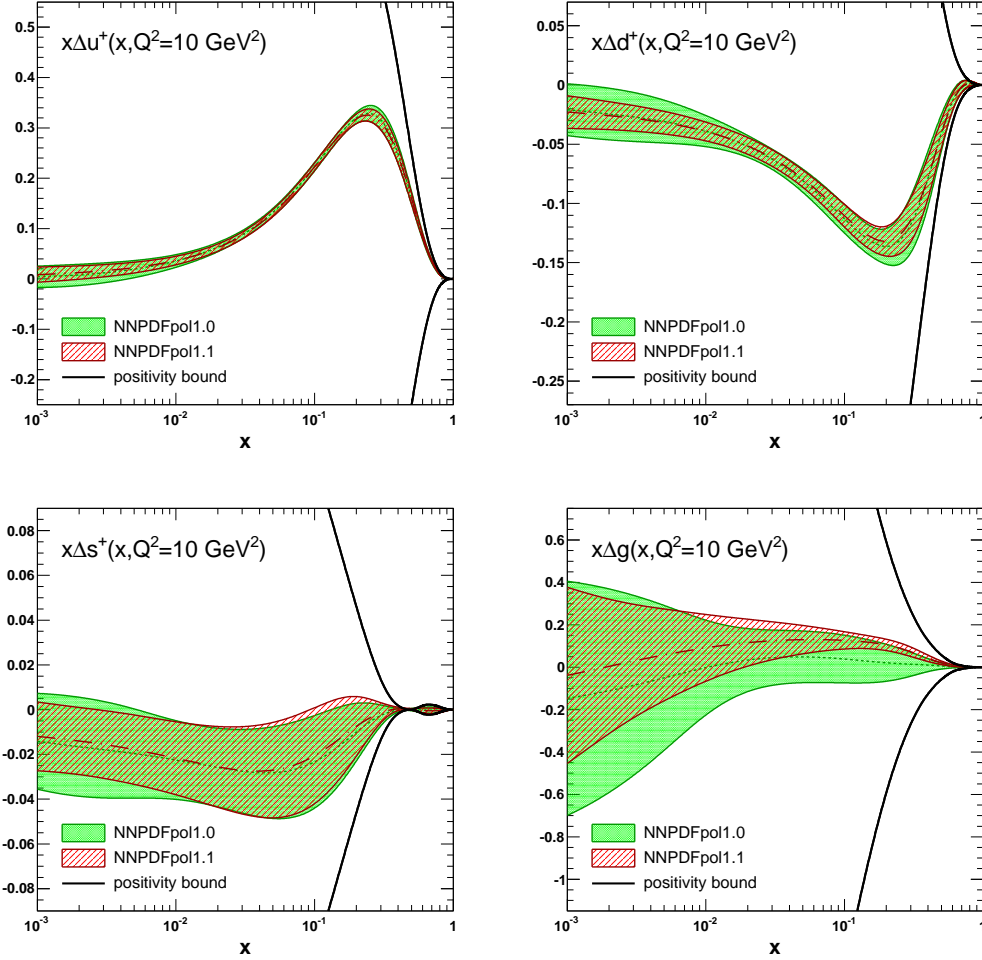 xΔu⁺(x,Q²=10 GeV²)
0.5
0.4
0.3
0.2
0.1
0
-0.1
-0.2
NNPDFpol1.0
NNPDFpol1.1
positivity bound
10⁻³ 10⁻² 10⁻¹ 1
x
xΔd⁺(x,Q²=10 GeV²)
0.05
0
-0.05
-0.1
-0.15
-0.2
-0.25
NNPDFpol1.0
NNPDFpol1.1
positivity bound
10⁻³ 10⁻² 10⁻¹ 1
x
xΔs⁺(x,Q²=10 GeV²)
0.08
0.06
0.04
0.02
0
-0.02
-0.04
-0.06
-0.08
NNPDFpol1.0
NNPDFpol1.1
positivity bound
10⁻³ 10⁻² 10⁻¹ 1
x
xΔg(x,Q²=10 GeV²)
0.6
0.4
0.2
0
-0.2
-0.4
-0.6
-0.8
-1
NNPDFpol1.0
NNPDFpol1.1
positivity bound
10⁻³ 10⁻² 10⁻¹ 1
x